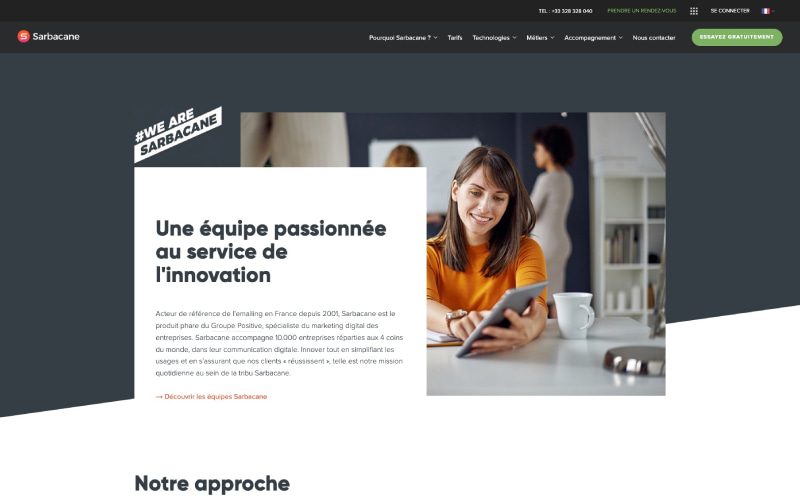 TEL : +33 328 328 040
PRENDRE UN RENDEZ-VOUS
SE CONNECTER
S Sarbacane
Pourquoi Sarbacane ?
Tarifs
Technologies
Métiers
Accompagnement
Nous contacter
ESSAYEZ GRATUITEMENT
#WE ARE
SARBACANE
Une équipe passionnée
au service de
l'innovation
Acteur de référence de l'emailing en France depuis 2001, Sarbacane est le
produit phare du Groupe Positive, spécialiste du marketing digital des
entreprises. Sarbacane accompagne 10.000 entreprises réparties aux 4 coins
du monde, dans leur communication digitale. Innover tout en simplifiant les
usages et en s'assurant que nos clients « réussissent », telle est notre mission
quotidienne au sein de la tribu Sarbacane.
→ Découvrir les équipes Sarbacane
Notre approche